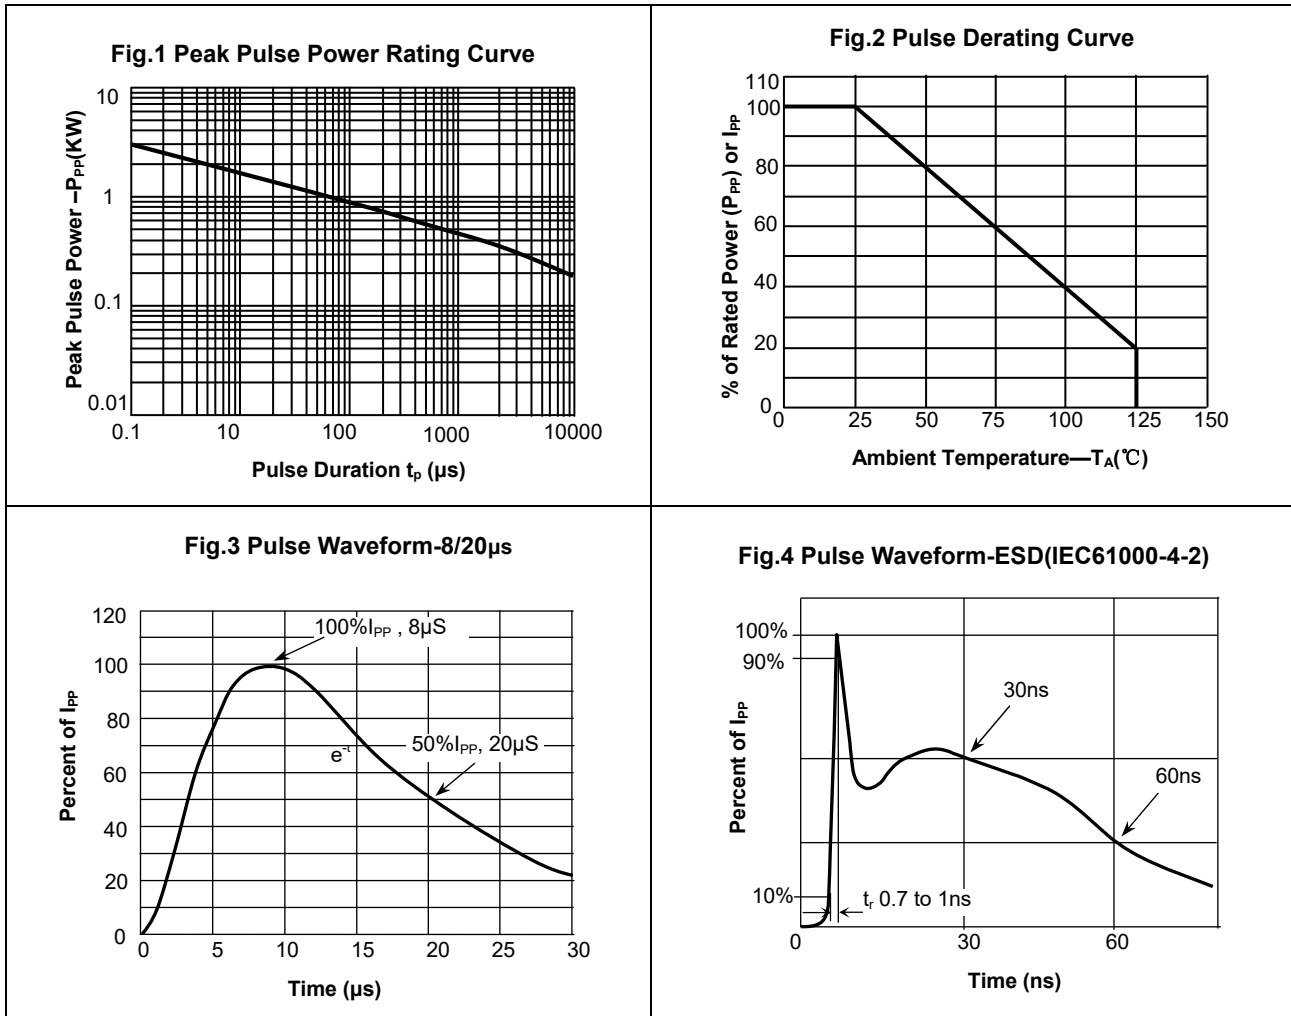 Fig.1 Peak Pulse Power Rating Curve
Peak Pulse Power –PPP(KW)
10
1
0.1
0.01
0.1 10 100 1000 10000
Pulse Duration tp (µs)
Fig.2 Pulse Derating Curve
% of Rated Power (PPP) or IPP
110
100
80
60
40
20
0
0 25 50 75 100 125 150
Ambient Temperature—TA(℃)
Fig.3 Pulse Waveform-8/20µs
Percent of IPP
120
100
80
60
40
20
0
100%IPP , 8µS
e-t
50%IPP, 20µS
0 5 10 15 20 25 30
Time (µs)
Fig.4 Pulse Waveform-ESD(IEC61000-4-2)
Percent of IPP
100%
90%
10%
30ns
60ns
tr 0.7 to 1ns
0 30 60
Time (ns)